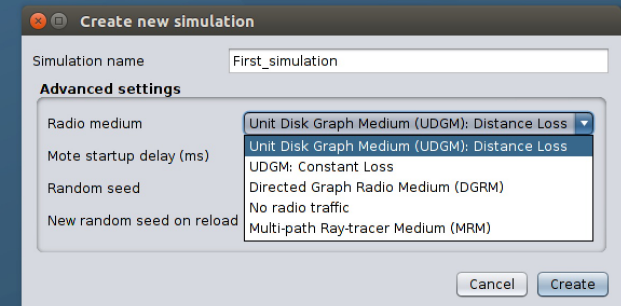 Create new simulation
Simulation name First_simulation
Advanced settings
Radio medium Unit Disk Graph Medium (UDGM): Distance Loss
Unit Disk Graph Medium (UDGM): Distance Loss
Mote startup delay (ms)
UDGM: Constant Loss
Random seed Directed Graph Radio Medium (DGRM)
No radio traffic
New random seed on reload Multi-path Ray-tracer Medium (MRM)
Cancel Create